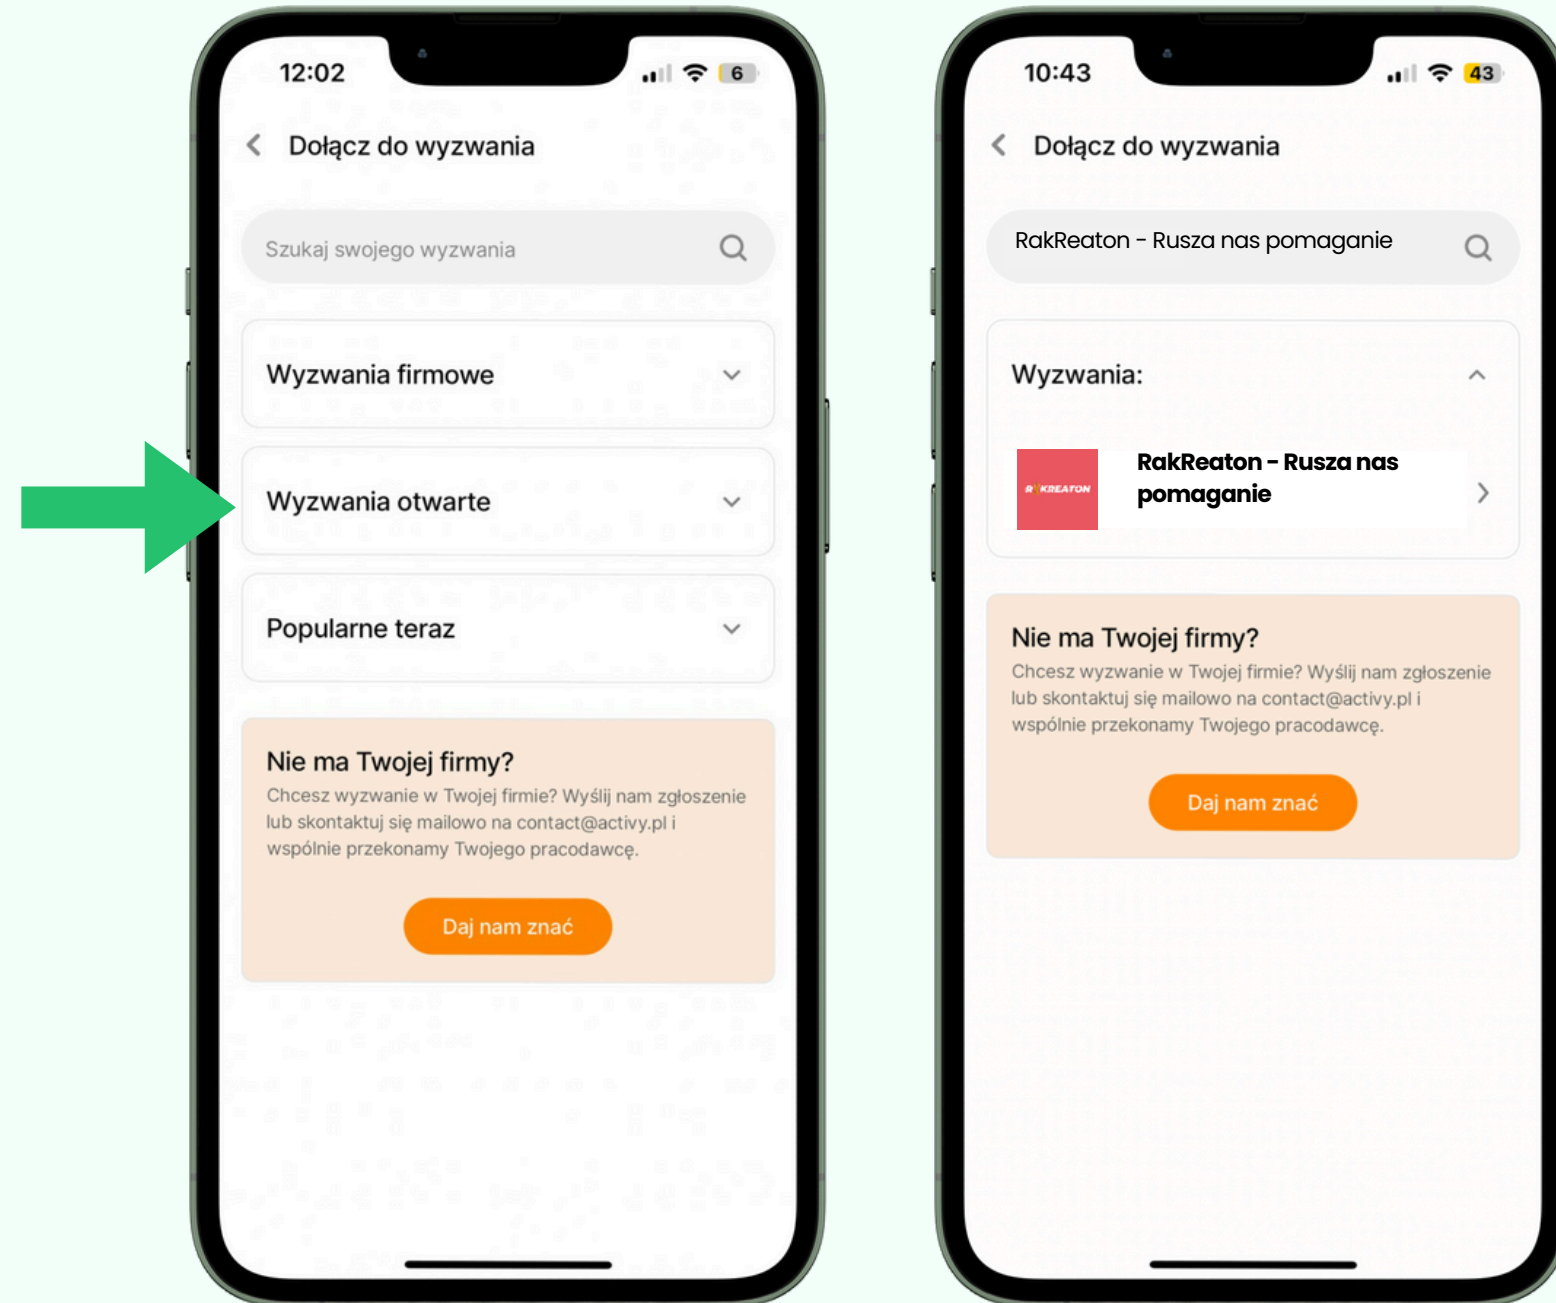 12:02
6
Dołącz do wyzwania
Szukaj swojego wyzwania
Wyzwania firmowe
Wyzwania otwarte
Popularne teraz
Nie ma Twojej firmy?
Chcesz wyzwanie w Twojej firmie? Wyślij nam zgłoszenie
lub skontaktuj się mailowo na contact@activy.pl i
wspólnie przekonamy Twojego pracodawcę.
Daj nam znać
10:43
43
Dołącz do wyzwania
RakReaton - Rusza nas pomaganie
Wyzwania:
RAKREATON
RakReaton - Rusza nas
pomaganie
Nie ma Twojej firmy?
Chcesz wyzwanie w Twojej firmie? Wyślij nam zgłoszenie
lub skontaktuj się mailowo na contact@activy.pl i
wspólnie przekonamy Twojego pracodawcę.
Daj nam znać